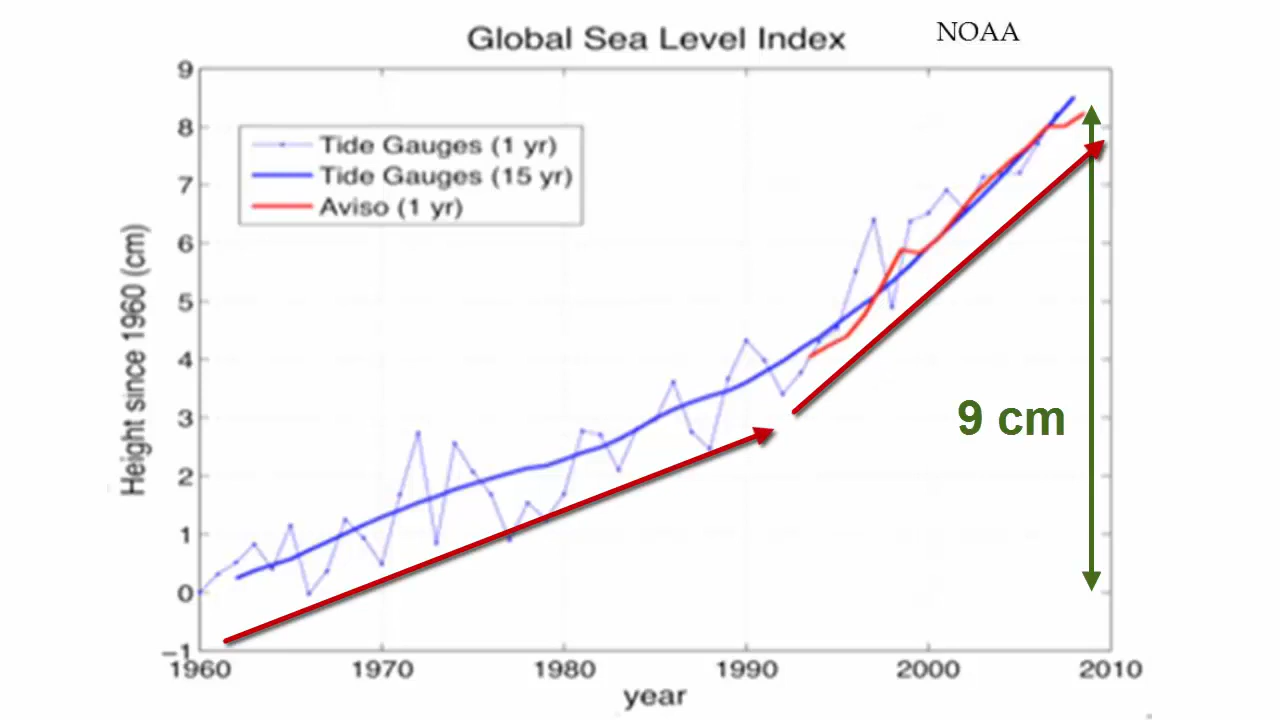 Global Sea Level Index
NOAA
9
8
7
6
5
4
3
2
1
0
−1
Tide Gauges (1 yr)
Tide Gauges (15 yr)
Aviso (1 yr)
Height since 1960 (cm)
9 cm
1960
1970
1980
1990
2000
2010
year